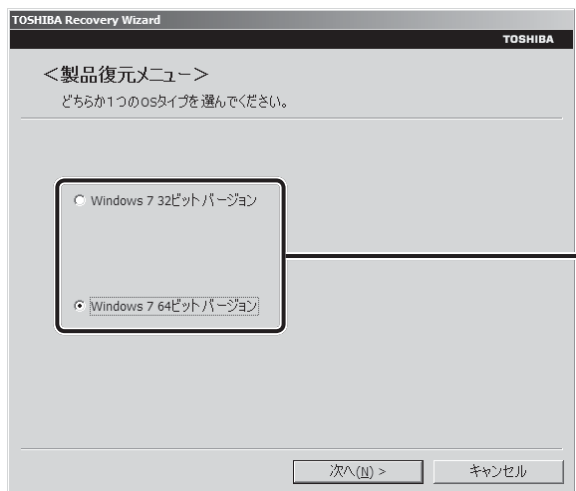 TOSHIBA Recovery Wizard
TOSHIBA
＜製品復元メニュー＞
どちらか1つのOSタイプを選んでください。
Windows 7 32ビットバージョン
Windows 7 64ビットバージョン
次へ(N) >
キャンセル